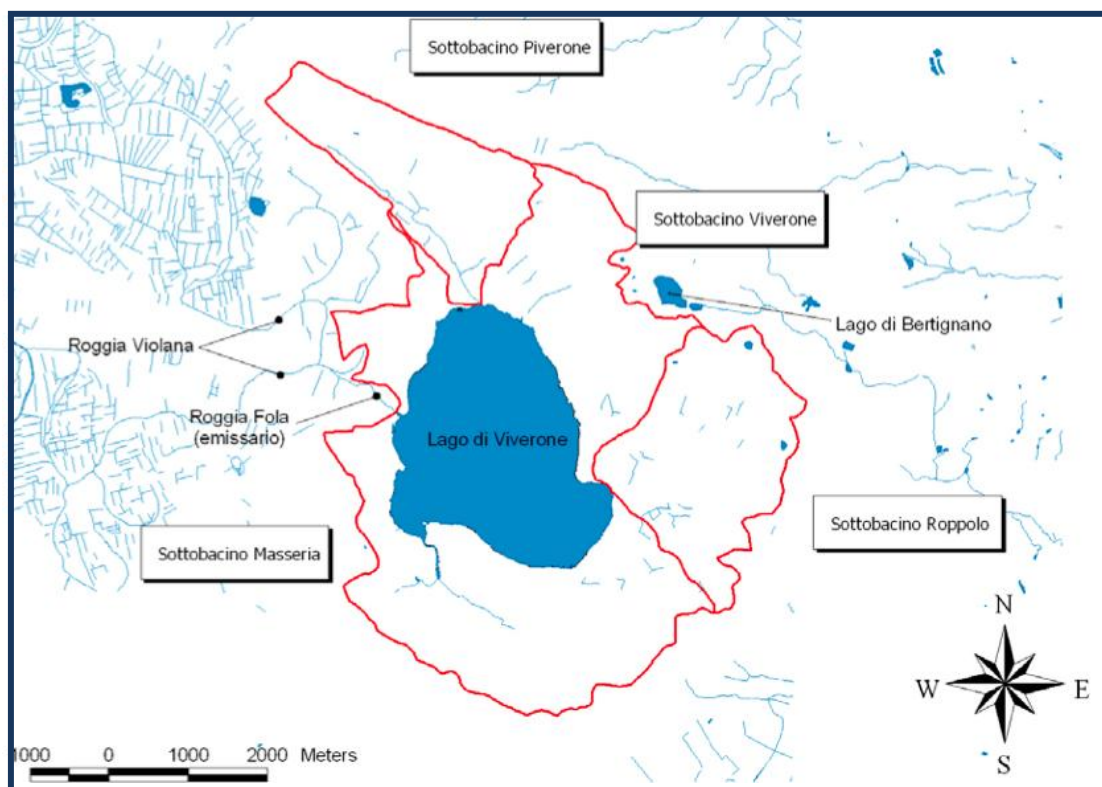 Sottobacino Piverone
Sottobacino Viverone
Lago di Bertignano
Roggia Violana
Roggia Fola
(emissario)
Lago di Viverone
Sottobacino Roppolo
Sottobacino Masseria
N
W E
S
1000 0 1000 2000 Meters